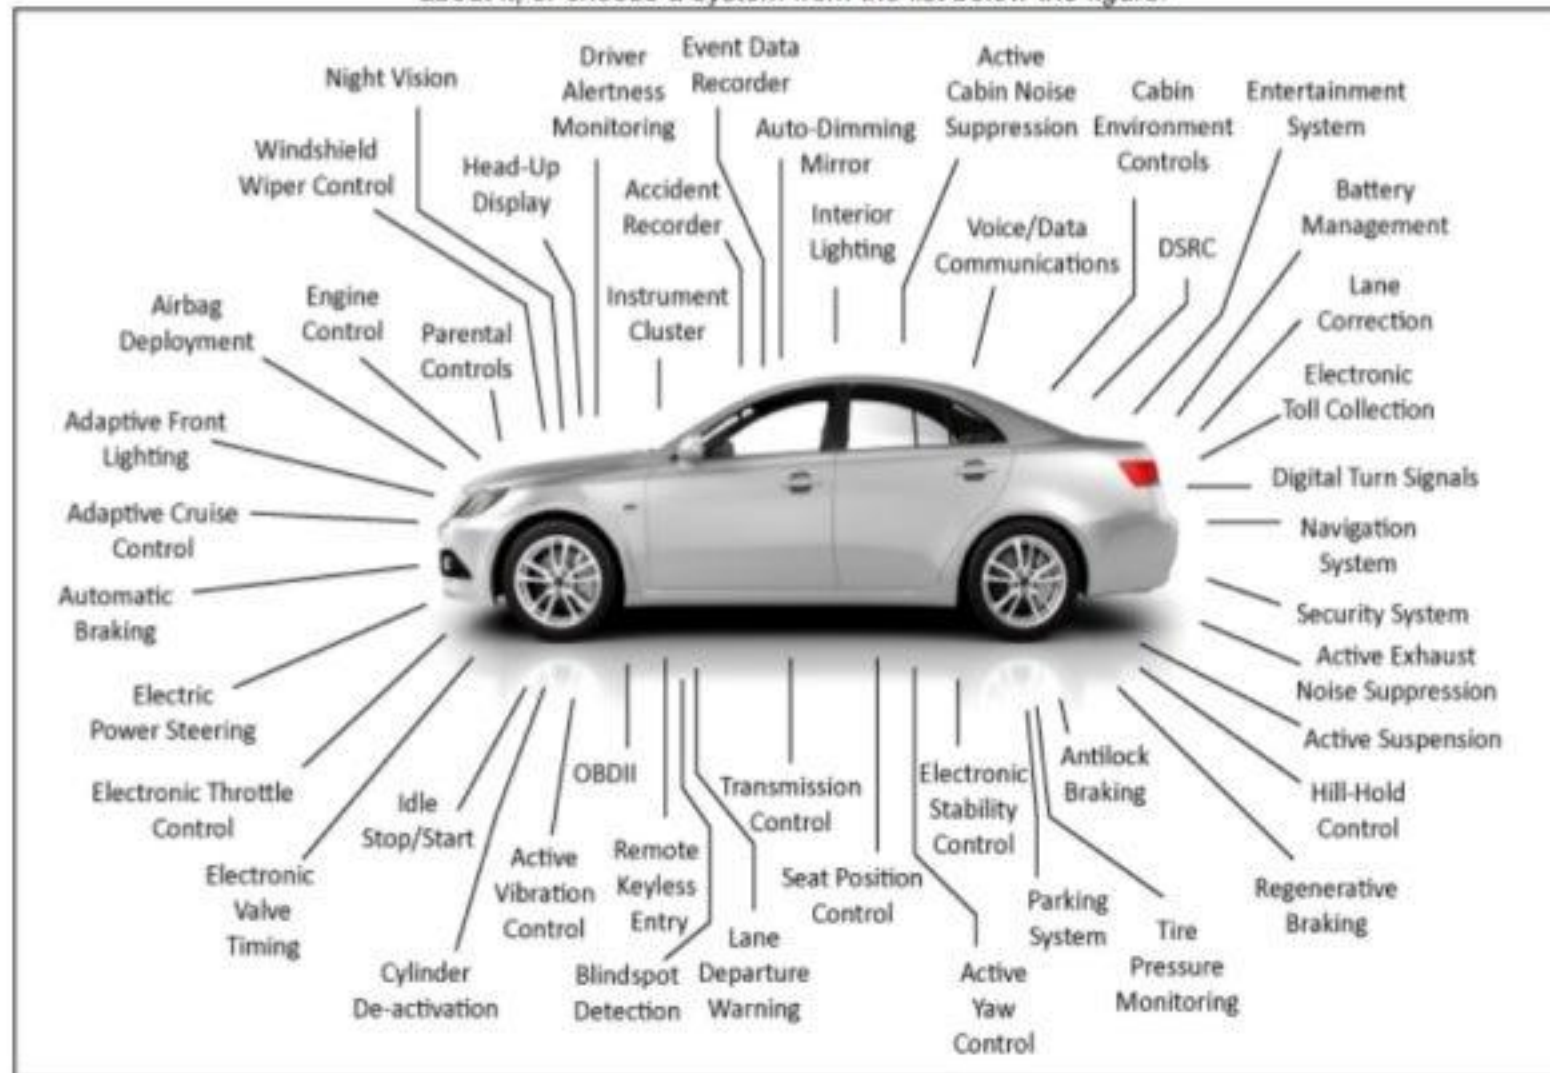 Night Vision
Driver
Alertness
Monitoring
Event Data
Recorder
Active
Cabin Noise
Suppression
Cabin
Environment
Controls
Entertainment
System
Windshield
Wiper Control
Head-Up
Display
Accident
Recorder
Auto-Dimming
Mirror
Interior
Lighting
Voice/Data
Communications
DSRC
Battery
Management
Airbag
Deployment
Engine
Control
Parental
Controls
Instrument
Cluster
Lane
Correction
Electronic
Toll Collection
Adaptive Front
Lighting
Digital Turn Signals
Adaptive Cruise
Control
Navigation
System
Automatic
Braking
Security System
Electric
Power Steering
Active Exhaust
Noise Suppression
Active Suspension
Electronic Throttle
Control
Idle
Stop/Start
OBDII
Transmission
Control
Electronic
Stability
Control
Antilock
Braking
Hill-Hold
Control
Electronic
Valve
Timing
Active
Vibration
Control
Remote
Keyless
Entry
Seat Position
Control
Parking
System
Regenerative
Braking
Cylinder
De-activation
Blindspot
Detection
Lane
Departure
Warning
Active
Yaw
Control
Tire
Pressure
Monitoring